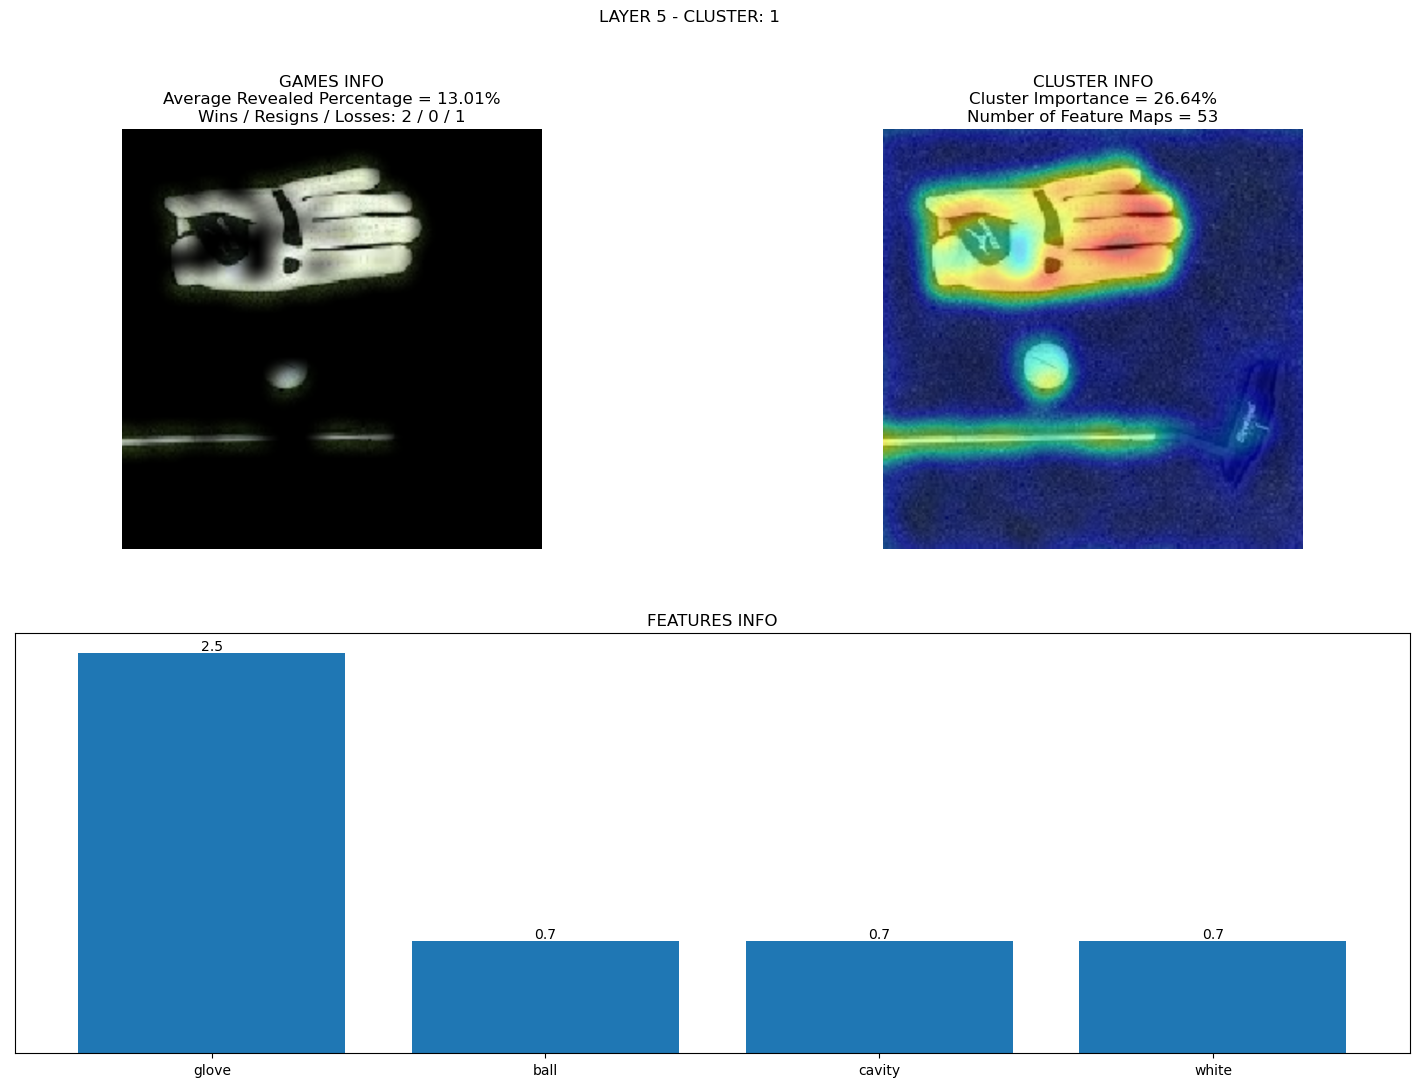 LAYER 5 - CLUSTER: 1
GAMES INFO
Average Revealed Percentage = 13.01%
Wins / Resigns / Losses: 2 / 0 / 1
CLUSTER INFO
Cluster Importance = 26.64%
Number of Feature Maps = 53
FEATURES INFO
2.5
0.7
0.7
0.7
glove
ball
cavity
white